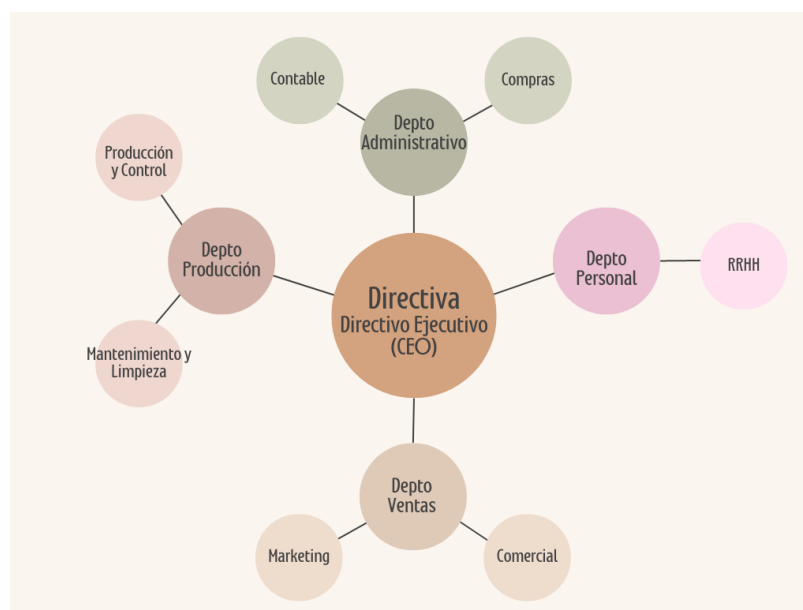 Contable
Compras
Depto
Administrativo
Producción
y Control
Depto
Producción
Depto
Personal
RRHH
Directiva
Directivo Ejecutivo
(CEO)
Mantenimiento y
Limpieza
Depto
Ventas
Marketing
Comercial